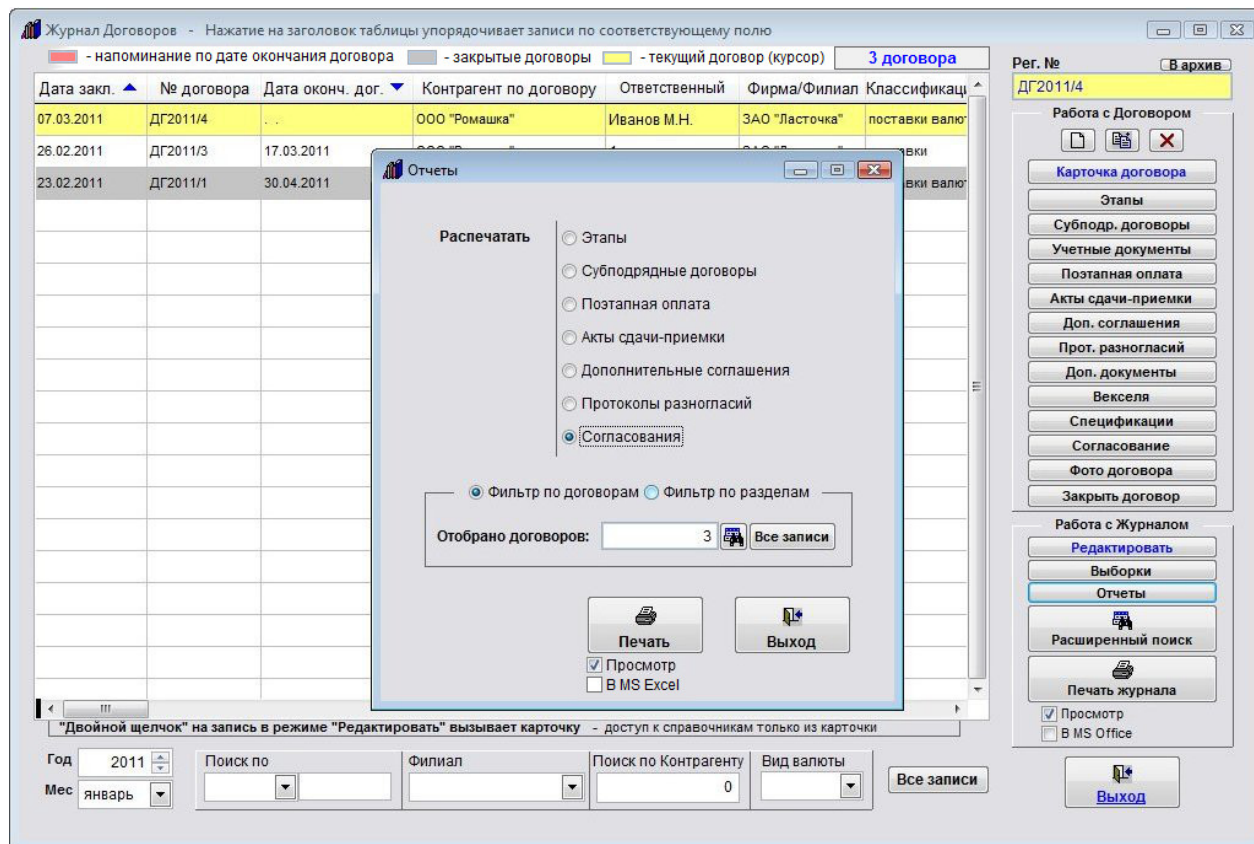 Журнал Договоров - Нажатие на заголовок таблицы упорядочивает записи по соответствующему полю
- напоминание по дате окончания договора - закрытые договоры - текущий договор (курсор) 3 договора
Дата закл. № договора Дата оконч. дог. Контрагент по договору Ответственный Фирма/Филиал Классификаци
07.03.2011 ДГ2011/4 . . ООО "Ромашка" Иванов М.Н. ЗАО "Ласточка" поставки валют
26.02.2011 ДГ2011/3 17.03.2011
23.02.2011 ДГ2011/1 30.04.2011
Отчеты
Распечатать
Этапы
Субподрядные договоры
Поэтапная оплата
Акты сдачи-приемки
Дополнительные соглашения
Протоколы разногласий
Согласования
Фильтр по договорам Фильтр по разделам
Отобрано договоров: 3 Все записи
Печать Выход
Просмотр
В MS Excel
"Двойной щелчок" на запись в режиме "Редактировать" вызывает карточку - доступ к справочникам только из карточки
Год 2011 Поиск по Филиал Поиск по Контрагенту Вид валюты
Мес январь 0 Все записи
Рег. № В архив
ДГ2011/4
Работа с Договором
Карточка договора
Этапы
Субподр. договоры
Учетные документы
Поэтапная оплата
Акты сдачи-приемки
Доп. соглашения
Прот. разногласий
Доп. документы
Векселя
Спецификации
Согласование
Фото договора
Закрыть договор
Работа с Журналом
Редактировать
Выборки
Отчеты
Расширенный поиск
Печать журнала
Просмотр
В MS Office
Выход